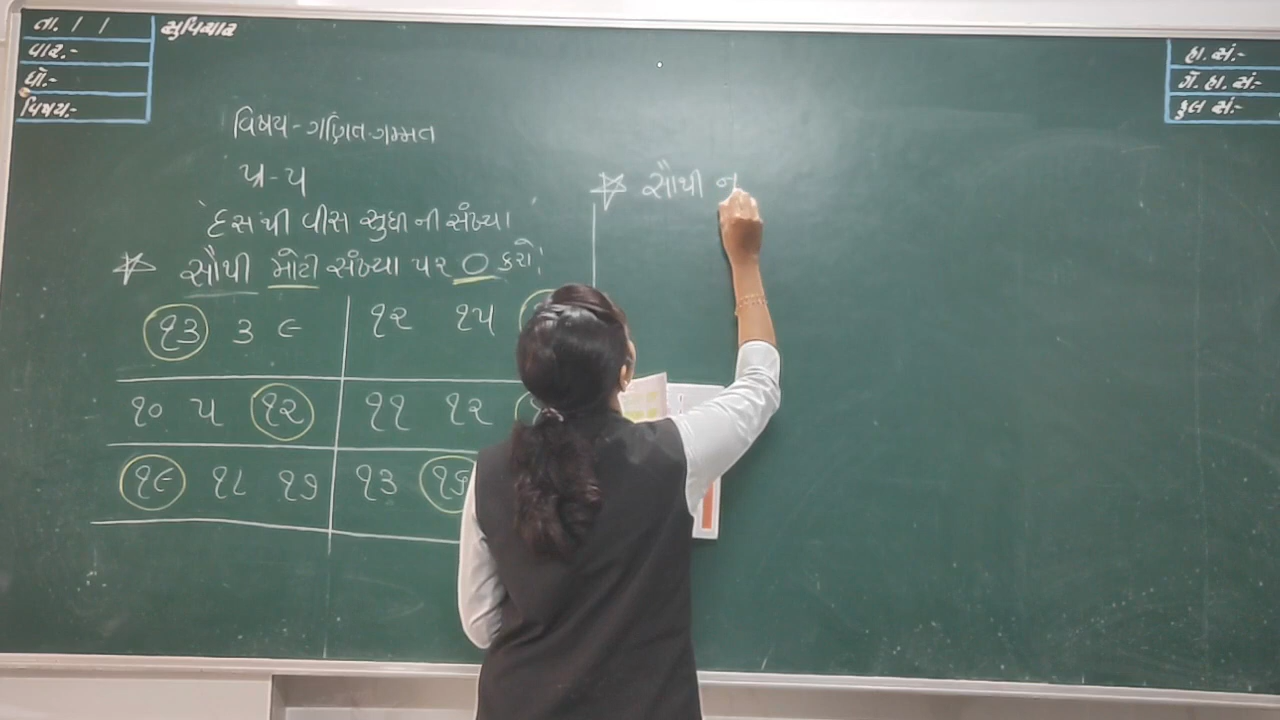 તા. / /
સુવિચાર
વાર.-
ધો.-
વિષય.-
હા. સં.-
ગે. હા. સં.-
કુલ સં.-
વિષય - ગણિત-ગમ્મત
પ્ર - ૫
દસ થી વીસ સુધી ની સંખ્યા
સૌથી મોટી સંખ્યા પર O કરો.
૧૩ ૩ ૯ ૧૨ ૧૫
૧૦ ૫ ૧૨ ૧૧ ૧૨
૧૯ ૧૮ ૧૭ ૧૩ ૧૬
સૌથી ન